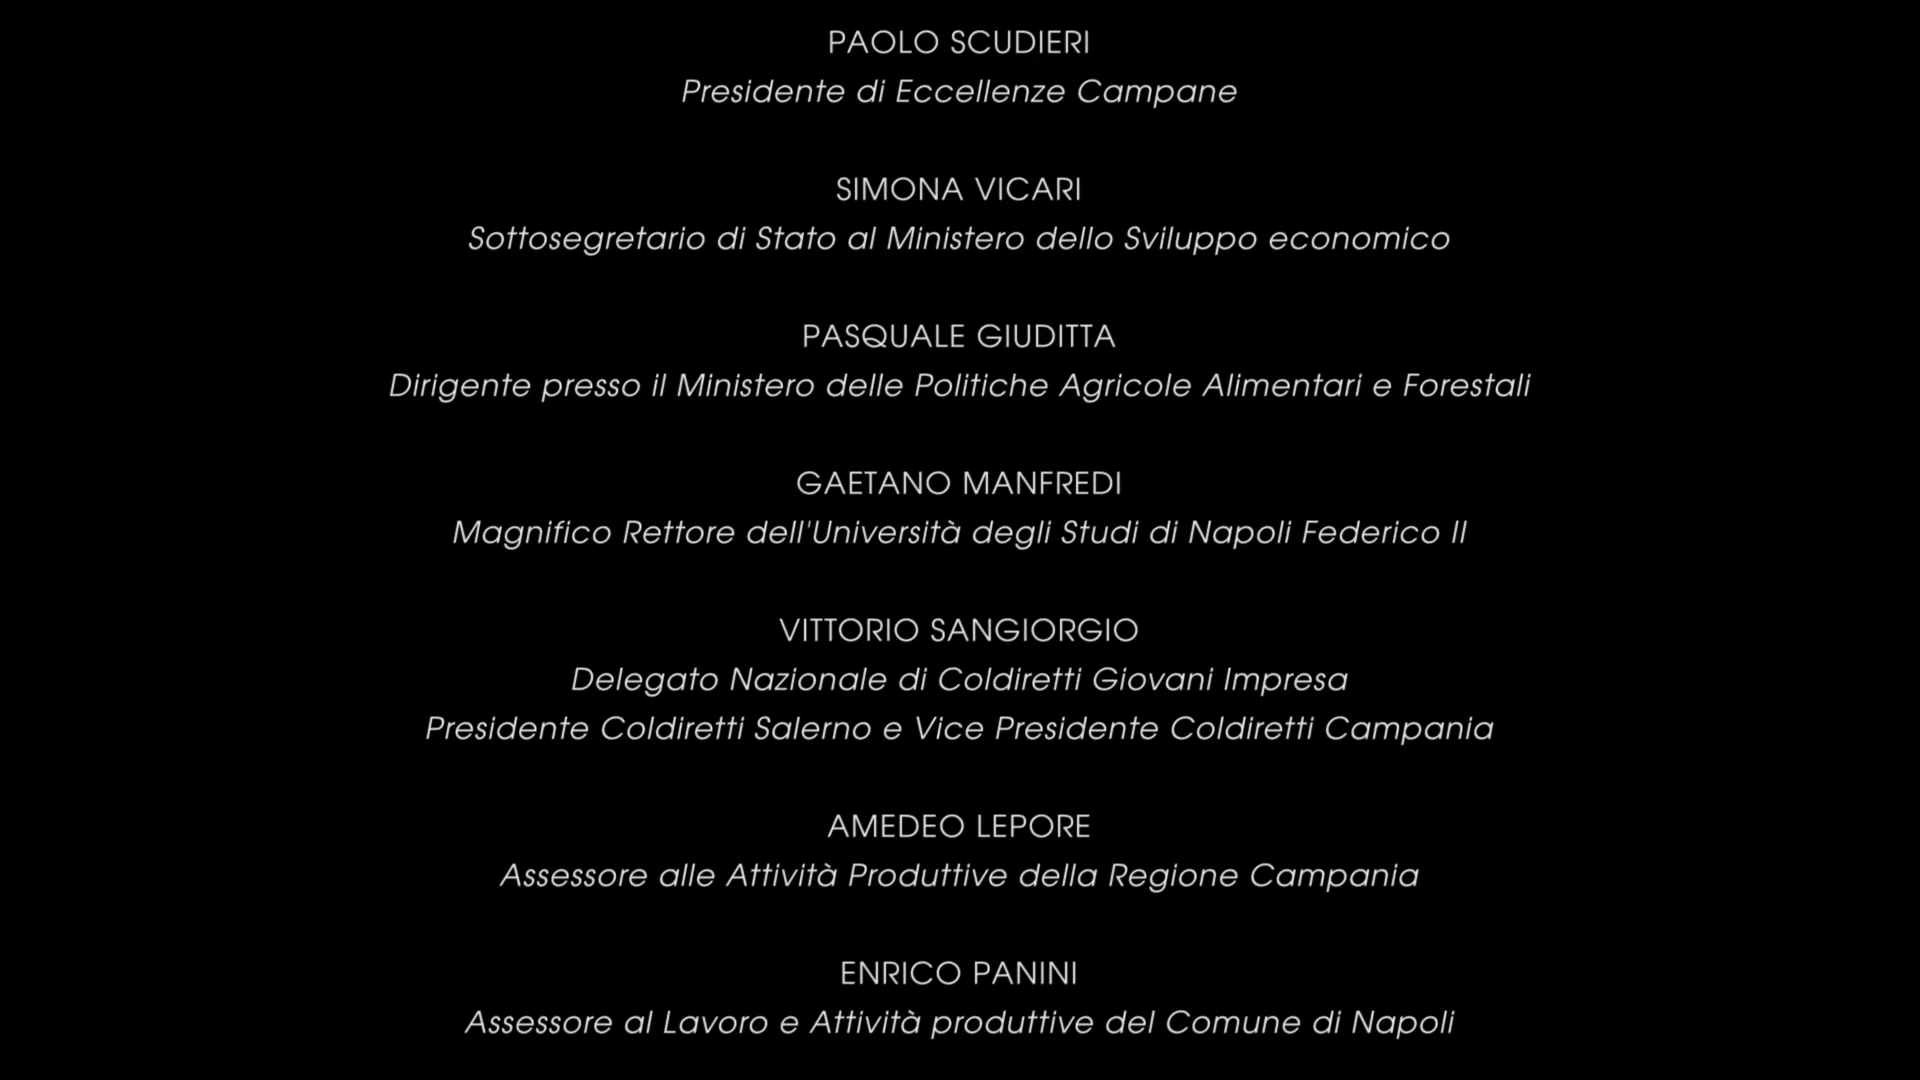 PAOLO SCUDIERI
Presidente di Eccellenze Campane
SIMONA VICARI
Sottosegretario di Stato al Ministero dello Sviluppo economico
PASQUALE GIUDITTA
Dirigente presso il Ministero delle Politiche Agricole Alimentari e Forestali
GAETANO MANFREDI
Magnifico Rettore dell'Università degli Studi di Napoli Federico II
VITTORIO SANGIORGIO
Delegato Nazionale di Coldiretti Giovani Impresa
Presidente Coldiretti Salerno e Vice Presidente Coldiretti Campania
AMEDEO LEPORE
Assessore alle Attività Produttive della Regione Campania
ENRICO PANINI
Assessore al Lavoro e Attività produttive del Comune di Napoli